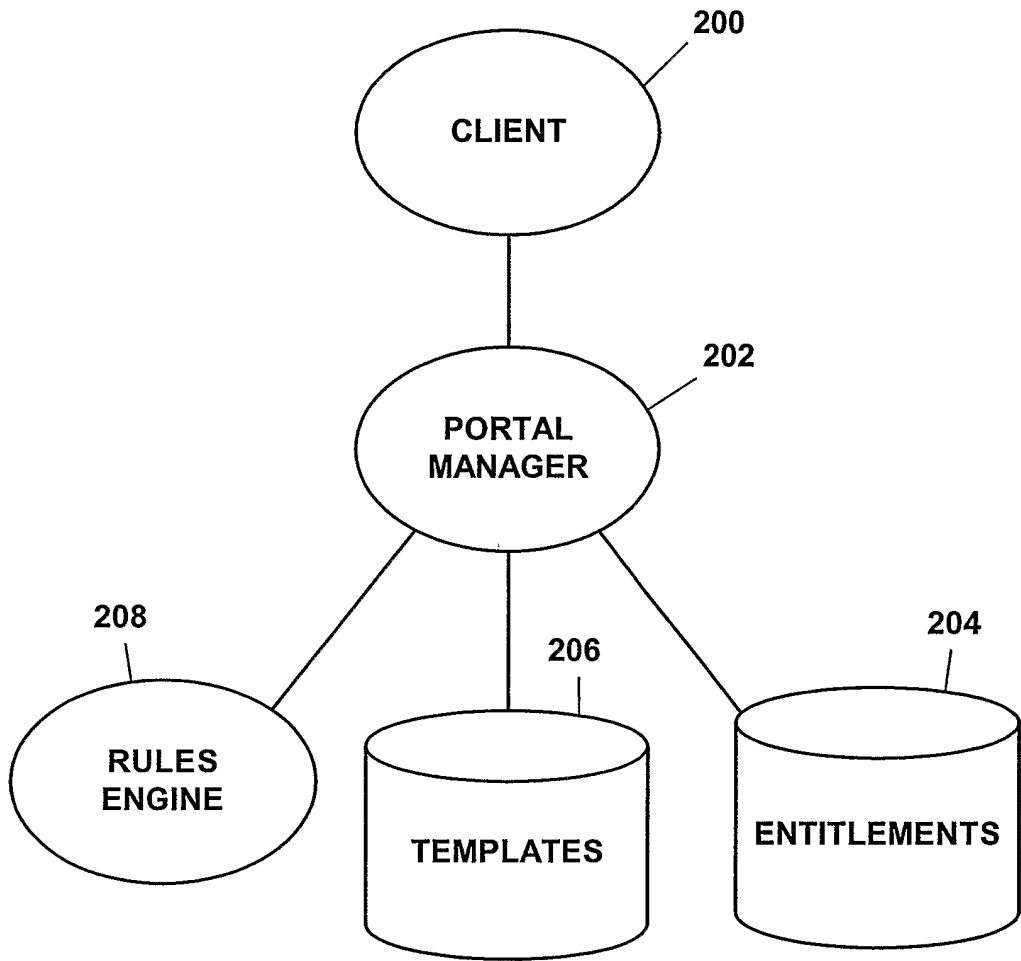 200
CLIENT
202
PORTAL
MANAGER
208
RULES
ENGINE
206
TEMPLATES
204
ENTITLEMENTS